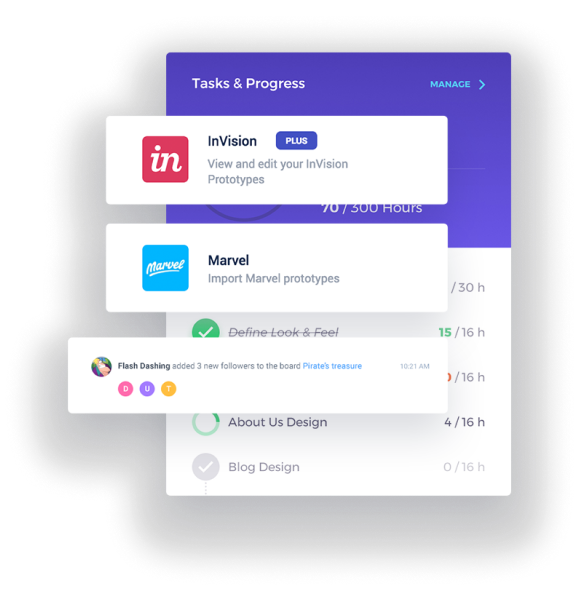 Tasks & Progress
MANAGE
in
InVision PLUS
View and edit your InVision
Prototypes
70 / 300 Hours
Marvel
Marvel
Import Marvel prototypes
/ 30 h
Define Look & Feel 15 / 16 h
Flash Dashing added 3 new followers to the board Pirate's treasure 10:21 AM
D U T
/ 16 h
About Us Design 4 / 16 h
Blog Design 0 / 16 h